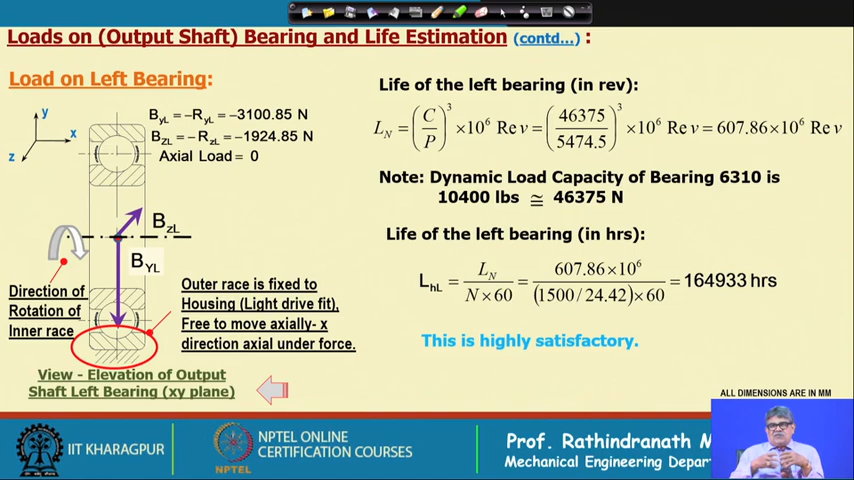 Loads on (Output Shaft) Bearing and Life Estimation (contd...) :
Load on Left Bearing:
y
x
z
B_yL = −R_yL = −3100.85 N
B_ZL = −R_zL = −1924.85 N
Axial Load = 0
B_zL
B_YL
Direction of
Rotation of
Inner race
Outer race is fixed to
Housing (Light drive fit),
Free to move axially- x
direction axial under force.
View - Elevation of Output
Shaft Left Bearing (xy plane)
Life of the left bearing (in rev):
L_N = (C/P)^3 ×10^6 Rev = (46375/5474.5)^3 ×10^6 Rev = 607.86×10^6 Rev
Note: Dynamic Load Capacity of Bearing 6310 is
10400 lbs ≅ 46375 N
Life of the left bearing (in hrs):
L_hL = L_N/(N×60) = 607.86×10^6/((1500/24.42)×60) = 164933 hrs
This is highly satisfactory.
ALL DIMENSIONS ARE IN MM
IIT KHARAGPUR
NPTEL
NPTEL ONLINE
CERTIFICATION COURSES
Prof. Rathindranath M
Mechanical Engineering Depar